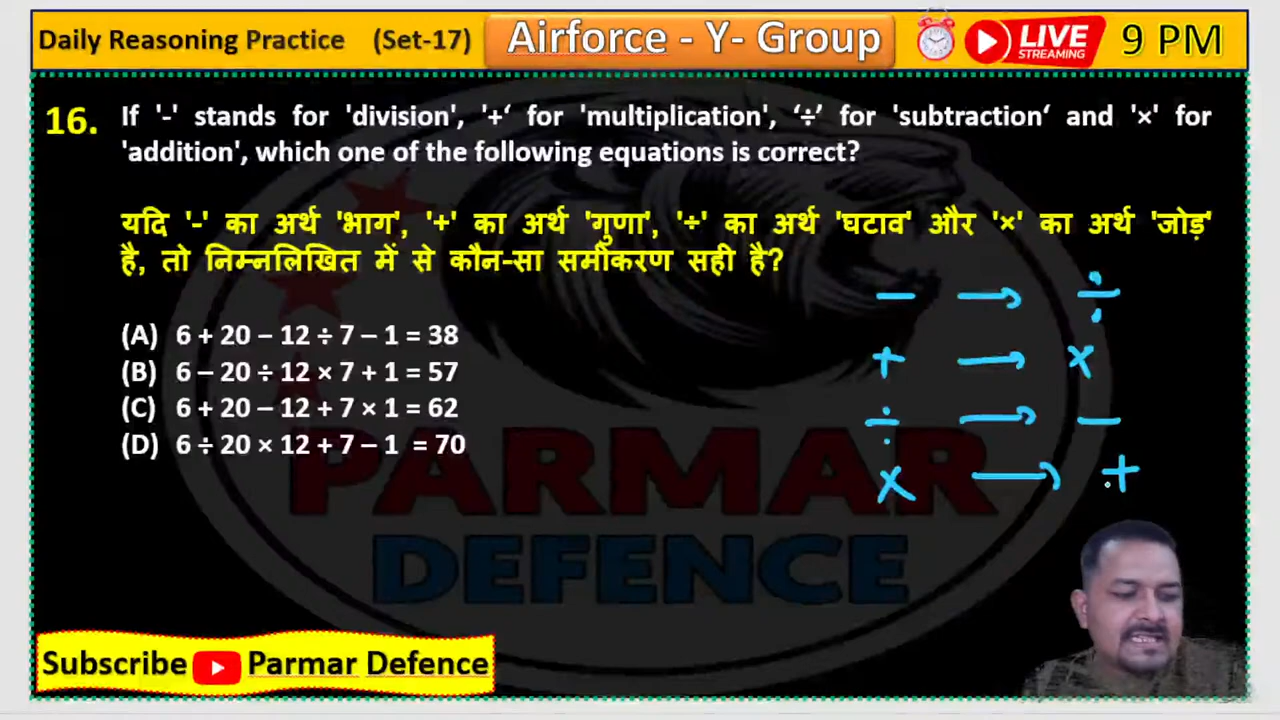 Daily Reasoning Practice (Set-17) Airforce - Y- Group LIVE STREAMING 9 PM
16. If '-' stands for 'division', '+‘ for 'multiplication', ‘÷’ for 'subtraction‘ and '×' for
'addition', which one of the following equations is correct?
यदि '-' का अर्थ 'भाग', '+' का अर्थ 'गुणा', '÷' का अर्थ 'घटाव' और '×' का अर्थ 'जोड़'
है, तो निम्नलिखित में से कौन-सा समीकरण सही है?
(A) 6 + 20 – 12 ÷ 7 – 1 = 38
(B) 6 – 20 ÷ 12 × 7 + 1 = 57
(C) 6 + 20 – 12 + 7 × 1 = 62
(D) 6 ÷ 20 × 12 + 7 – 1 = 70
– → ÷
+ → ×
÷ → –
× → +
PARMAR
DEFENCE
Subscribe Parmar Defence